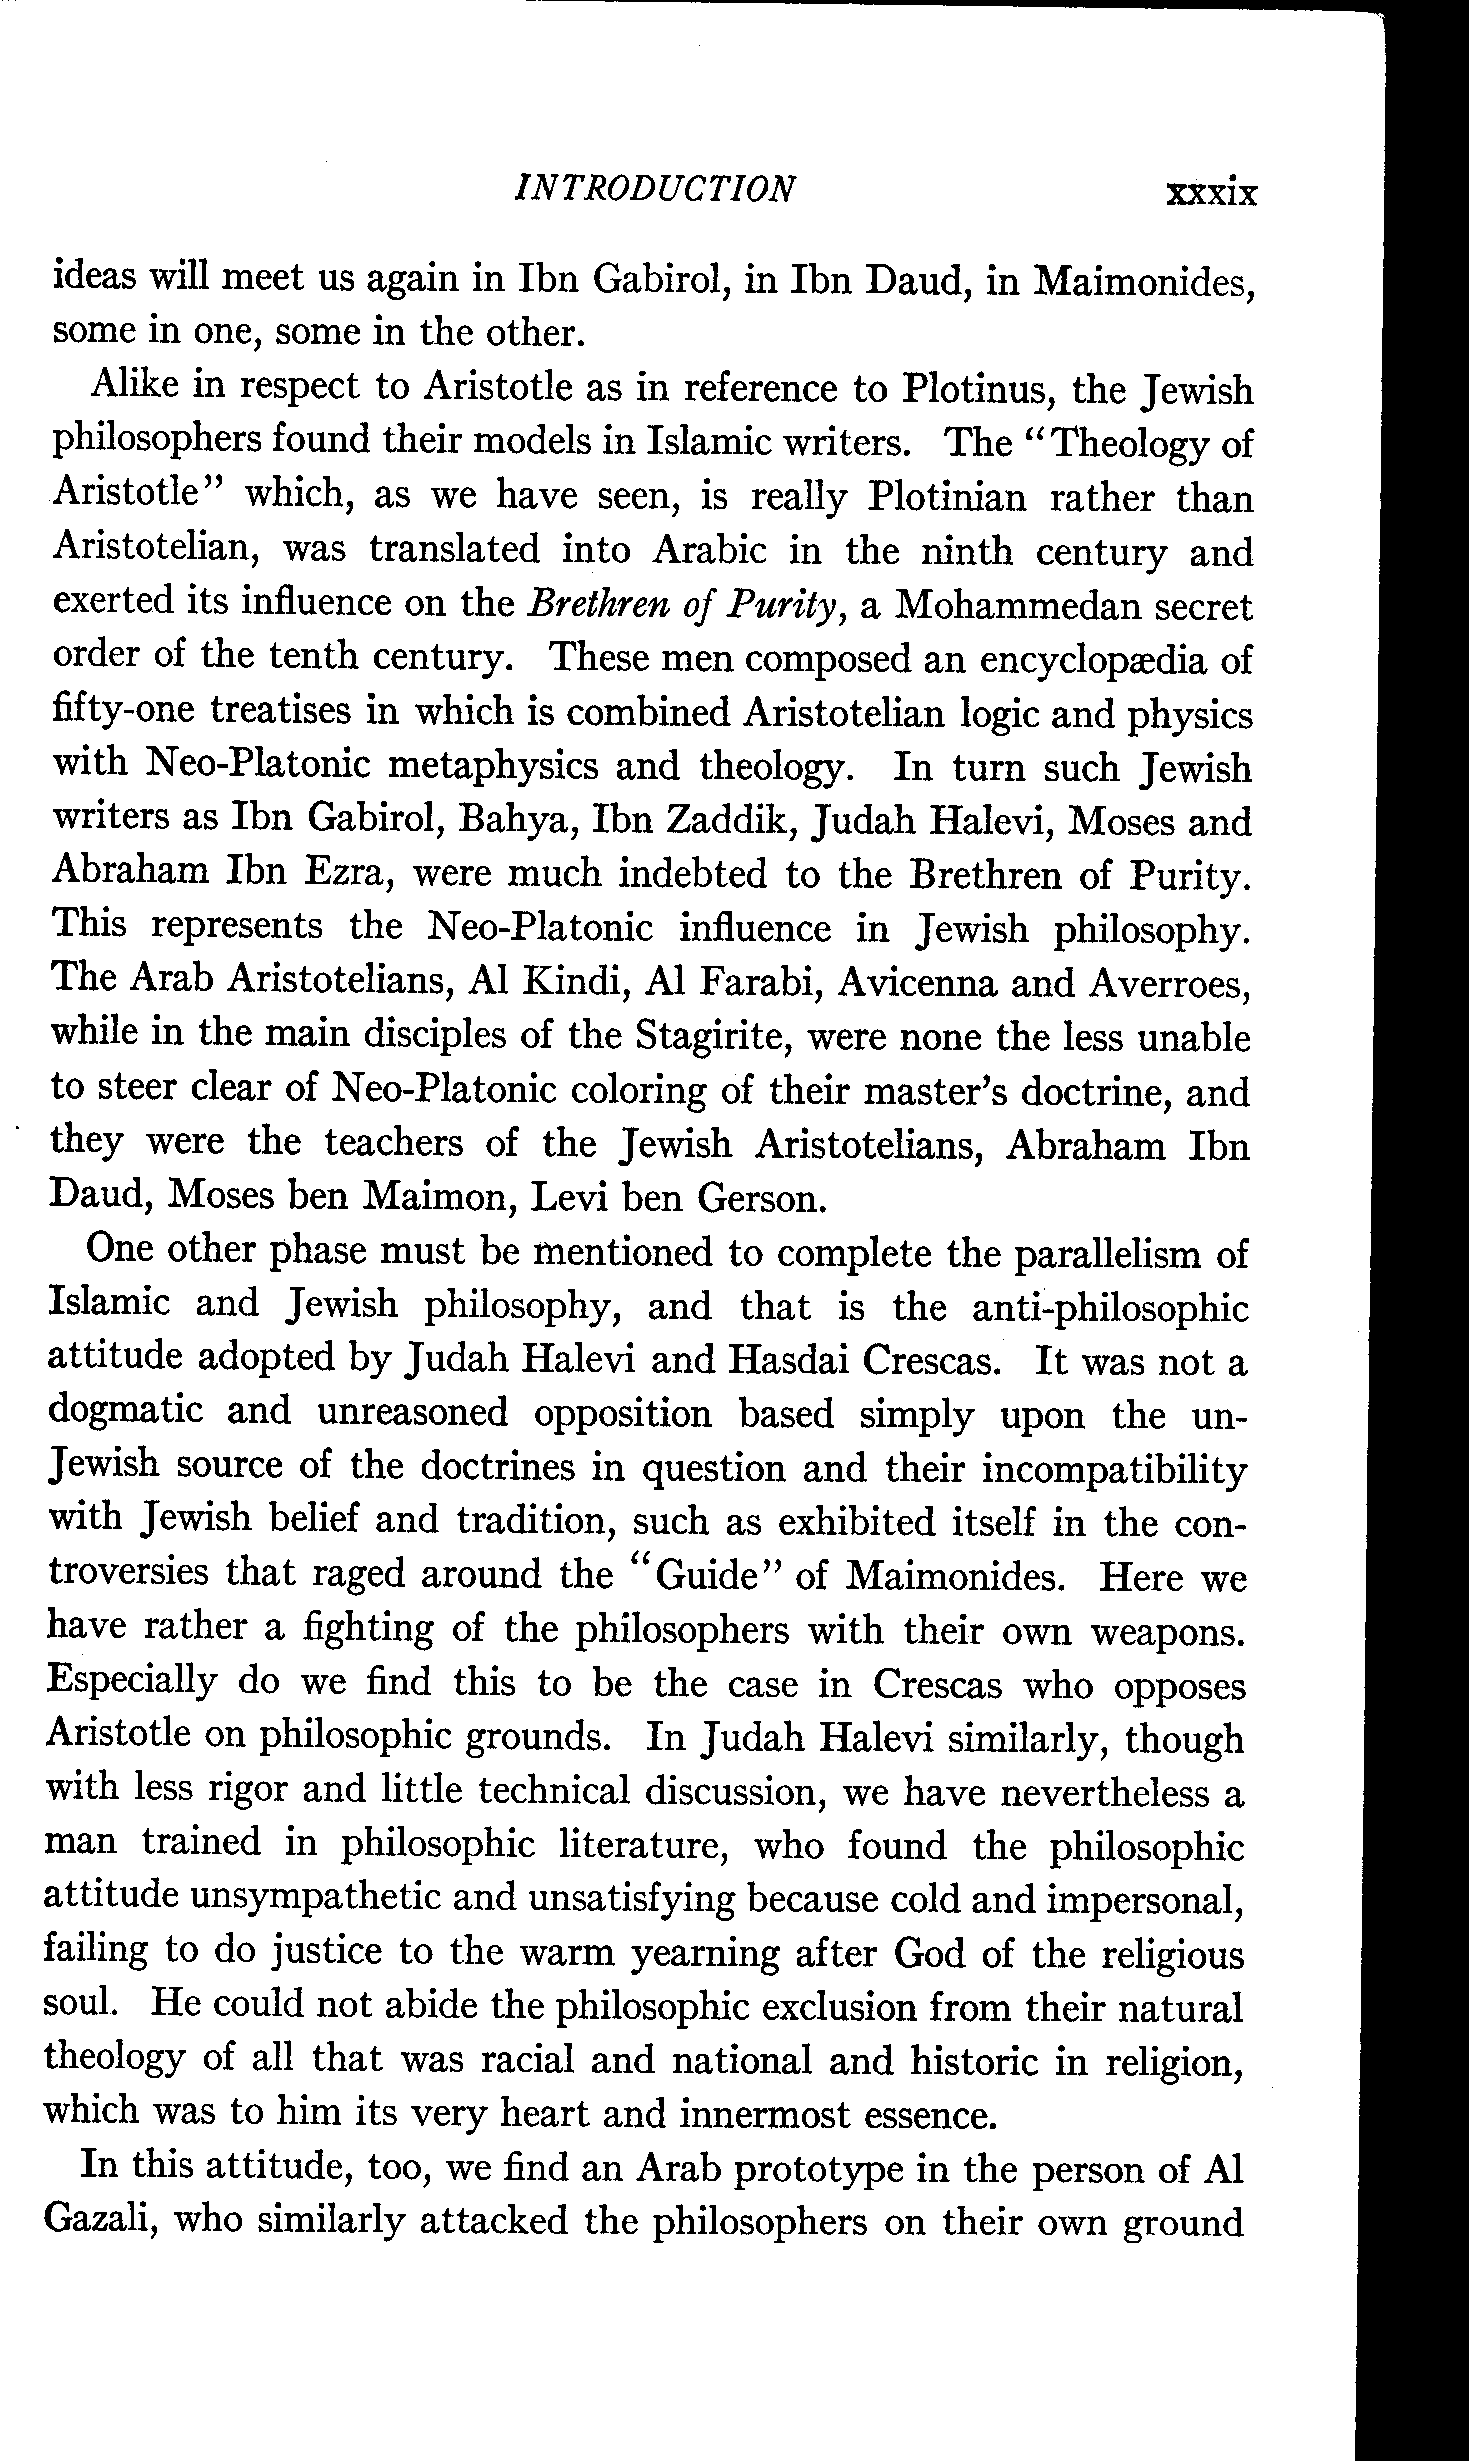 INTRODUCTION xxxix
ideas will meet us again in Ibn Gabirol, in Ibn Daud, in Maimonides,
some in one, some in the other.
Alike in respect to Aristotle as in reference to Plotinus, the Jewish
philosophers found their models in Islamic writers. The “Theology of
Aristotle” which, as we have seen, is really Plotinian rather than
Aristotelian, was translated into Arabic in the ninth century and
exerted its influence on the Brethren of Purity, a Mohammedan secret
order of the tenth century. These men composed an encyclopædia of
fifty-one treatises in which is combined Aristotelian logic and physics
with Neo-Platonic metaphysics and theology. In turn such Jewish
writers as Ibn Gabirol, Bahya, Ibn Zaddik, Judah Halevi, Moses and
Abraham Ibn Ezra, were much indebted to the Brethren of Purity.
This represents the Neo-Platonic influence in Jewish philosophy.
The Arab Aristotelians, Al Kindi, Al Farabi, Avicenna and Averroes,
while in the main disciples of the Stagirite, were none the less unable
to steer clear of Neo-Platonic coloring of their master's doctrine, and
they were the teachers of the Jewish Aristotelians, Abraham Ibn
Daud, Moses ben Maimon, Levi ben Gerson.
One other phase must be mentioned to complete the parallelism of
Islamic and Jewish philosophy, and that is the anti-philosophic
attitude adopted by Judah Halevi and Hasdai Crescas. It was not a
dogmatic and unreasoned opposition based simply upon the un-
Jewish source of the doctrines in question and their incompatibility
with Jewish belief and tradition, such as exhibited itself in the con-
troversies that raged around the “Guide” of Maimonides. Here we
have rather a fighting of the philosophers with their own weapons.
Especially do we find this to be the case in Crescas who opposes
Aristotle on philosophic grounds. In Judah Halevi similarly, though
with less rigor and little technical discussion, we have nevertheless a
man trained in philosophic literature, who found the philosophic
attitude unsympathetic and unsatisfying because cold and impersonal,
failing to do justice to the warm yearning after God of the religious
soul. He could not abide the philosophic exclusion from their natural
theology of all that was racial and national and historic in religion,
which was to him its very heart and innermost essence.
In this attitude, too, we find an Arab prototype in the person of Al
Gazali, who similarly attacked the philosophers on their own ground